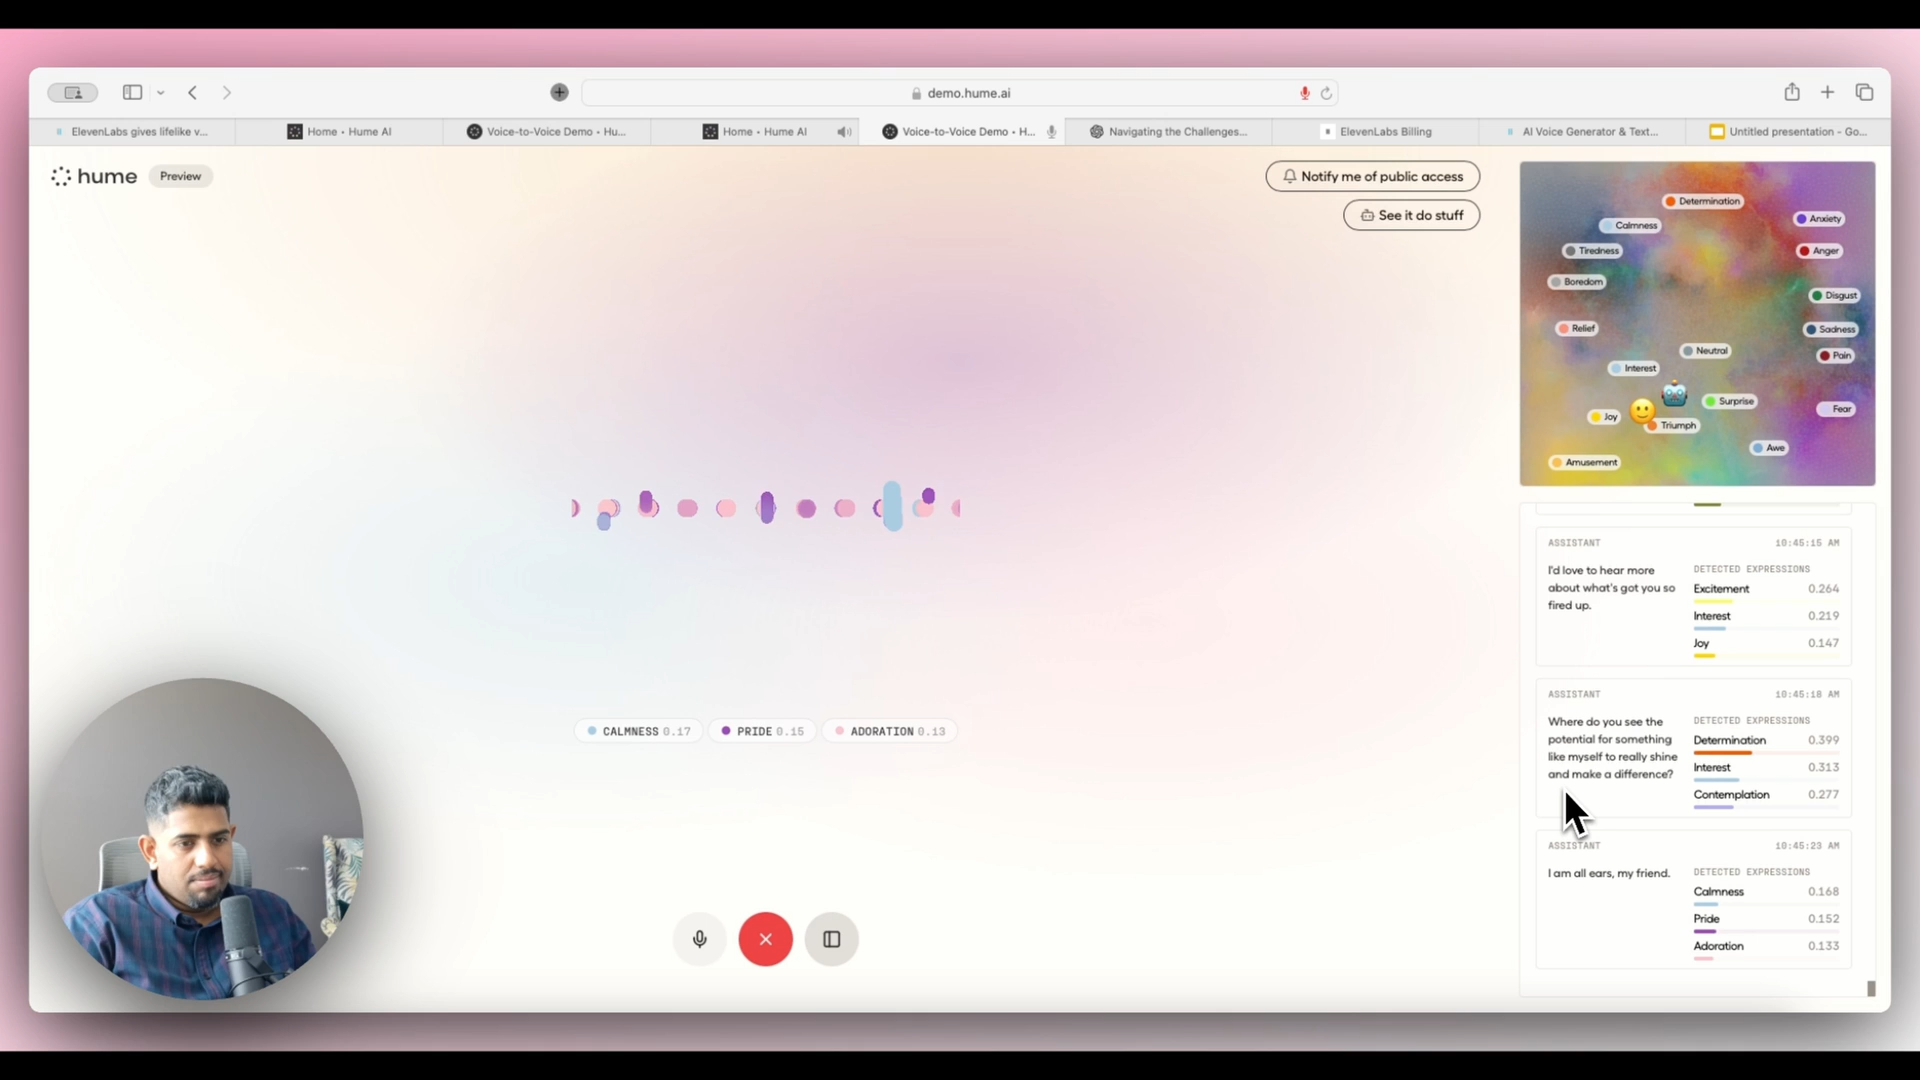 demo.hume.ai
ElevenLabs gives lifelike v...
Home • Hume AI
Voice-to-Voice Demo • Hu...
Home • Hume AI
Voice-to-Voice Demo • H...
Navigating the Challenges...
ElevenLabs Billing
AI Voice Generator & Text...
Untitled presentation - Go...
hume
Preview
Notify me of public access
See it do stuff
Determination
Calmness
Anxiety
Tiredness
Anger
Boredom
Disgust
Relief
Sadness
Neutral
Pain
Interest
Surprise
Fear
Joy
Triumph
Awe
Amusement
ASSISTANT 10:45:15 AM
I'd love to hear more
about what's got you so
fired up.
DETECTED EXPRESSIONS
Excitement 0.264
Interest 0.219
Joy 0.147
ASSISTANT 10:45:18 AM
Where do you see the
potential for something
like myself to really shine
and make a difference?
DETECTED EXPRESSIONS
Determination 0.399
Interest 0.313
Contemplation 0.277
ASSISTANT 10:45:23 AM
I am all ears, my friend.
DETECTED EXPRESSIONS
Calmness 0.168
Pride 0.152
Adoration 0.133
CALMNESS 0.17
PRIDE 0.15
ADORATION 0.13